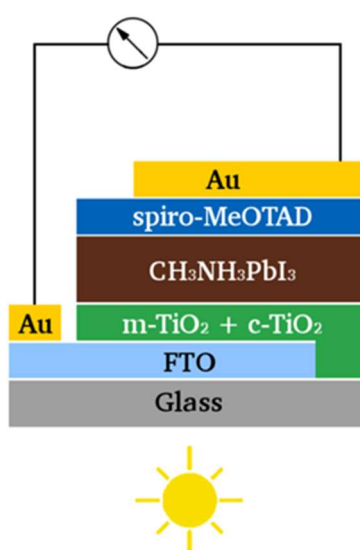 Au
spiro-MeOTAD
CH₃NH₃PbI₃
Au
m-TiO₂ + c-TiO₂
FTO
Glass